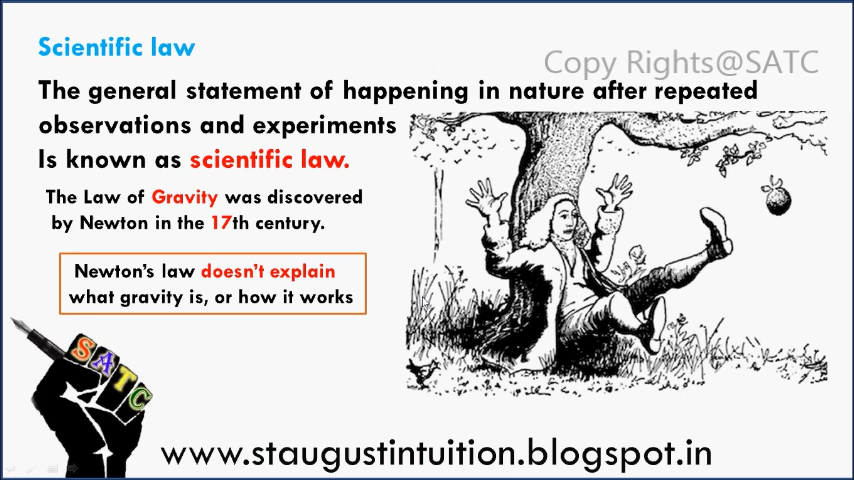 Scientific law
Copy Rights@SATC
The general statement of happening in nature after repeated
observations and experiments
Is known as scientific law.
The Law of Gravity was discovered
by Newton in the 17th century.
Newton's law doesn't explain
what gravity is, or how it works
SATC
www.staugustintuition.blogspot.in